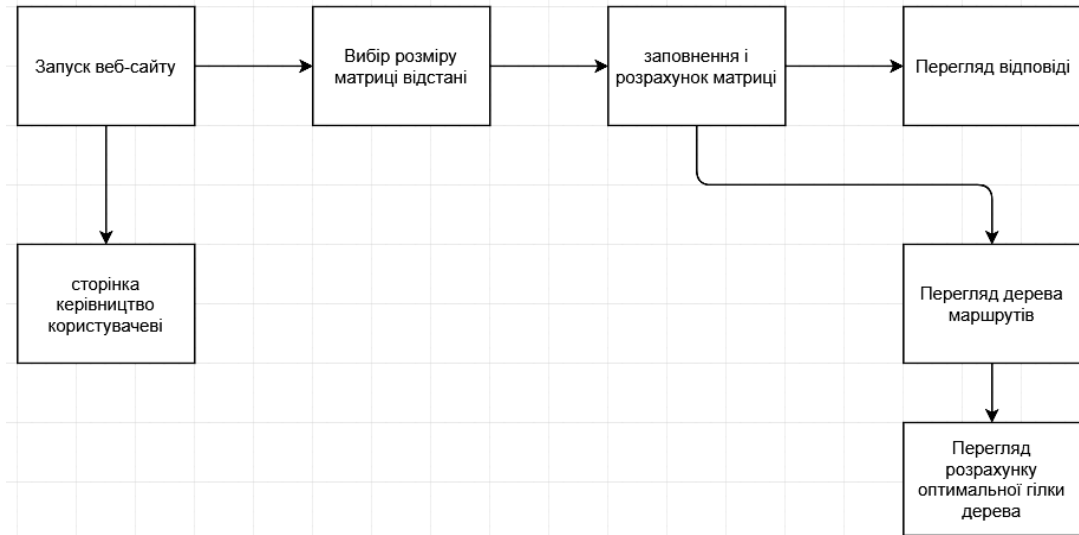 Запуск веб-сайту
Вибір розміру
матриці відстані
заповнення і
розрахунок матриці
Перегляд відповіді
сторінка
керівництво
користувачеві
Перегляд дерева
маршрутів
Перегляд
розрахунку
оптимальної гілки
дерева